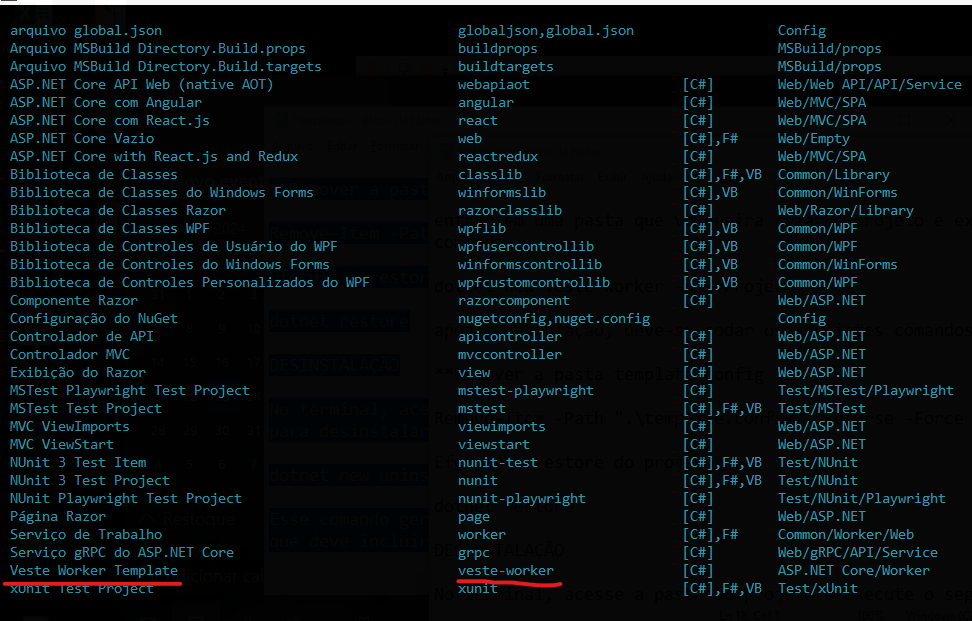 arquivo global.json globaljson,global.json Config
Arquivo MSBuild Directory.Build.props buildprops MSBuild/props
Arquivo MSBuild Directory.Build.targets buildtargets MSBuild/props
ASP.NET Core API Web (native AOT) webapiaot [C#] Web/Web API/API/Service
ASP.NET Core com Angular angular [C#] Web/MVC/SPA
ASP.NET Core com React.js react [C#] Web/MVC/SPA
ASP.NET Core Vazio web [C#],F# Web/Empty
ASP.NET Core with React.js and Redux reactredux [C#] Web/MVC/SPA
Biblioteca de Classes classlib [C#],F#,VB Common/Library
Biblioteca de Classes do Windows Forms winformslib [C#],VB Common/WinForms
Biblioteca de Classes Razor razorclasslib [C#] Web/Razor/Library
Biblioteca de Classes WPF wpflib [C#],VB Common/WPF
Biblioteca de Controles de Usuário do WPF wpfusercontrollib [C#],VB Common/WPF
Biblioteca de Controles do Windows Forms winformscontrollib [C#],VB Common/WinForms
Biblioteca de Controles Personalizados do WPF wpfcustomcontrollib [C#],VB Common/WPF
Componente Razor razorcomponent [C#] Web/ASP.NET
Configuração do NuGet nugetconfig,nuget.config Config
Controlador de API apicontroller [C#] Web/ASP.NET
Controlador MVC mvccontroller [C#] Web/ASP.NET
Exibição do Razor view [C#] Web/ASP.NET
MSTest Playwright Test Project mstest-playwright [C#] Test/MSTest/Playwright
MSTest Test Project mstest [C#],F#,VB Test/MSTest
MVC ViewImports viewimports [C#] Web/ASP.NET
MVC ViewStart viewstart [C#] Web/ASP.NET
NUnit 3 Test Item nunit-test [C#],F#,VB Test/NUnit
NUnit 3 Test Project nunit [C#],F#,VB Test/NUnit
NUnit Playwright Test Project nunit-playwright [C#] Test/NUnit/Playwright
Página Razor page [C#] Web/ASP.NET
Serviço de Trabalho worker [C#],F# Common/Worker/Web
Serviço gRPC do ASP.NET Core grpc [C#] Web/gRPC/API/Service
Veste Worker Template veste-worker [C#] ASP.NET Core/Worker
xUnit Test Project xunit [C#],F#,VB Test/xUnit